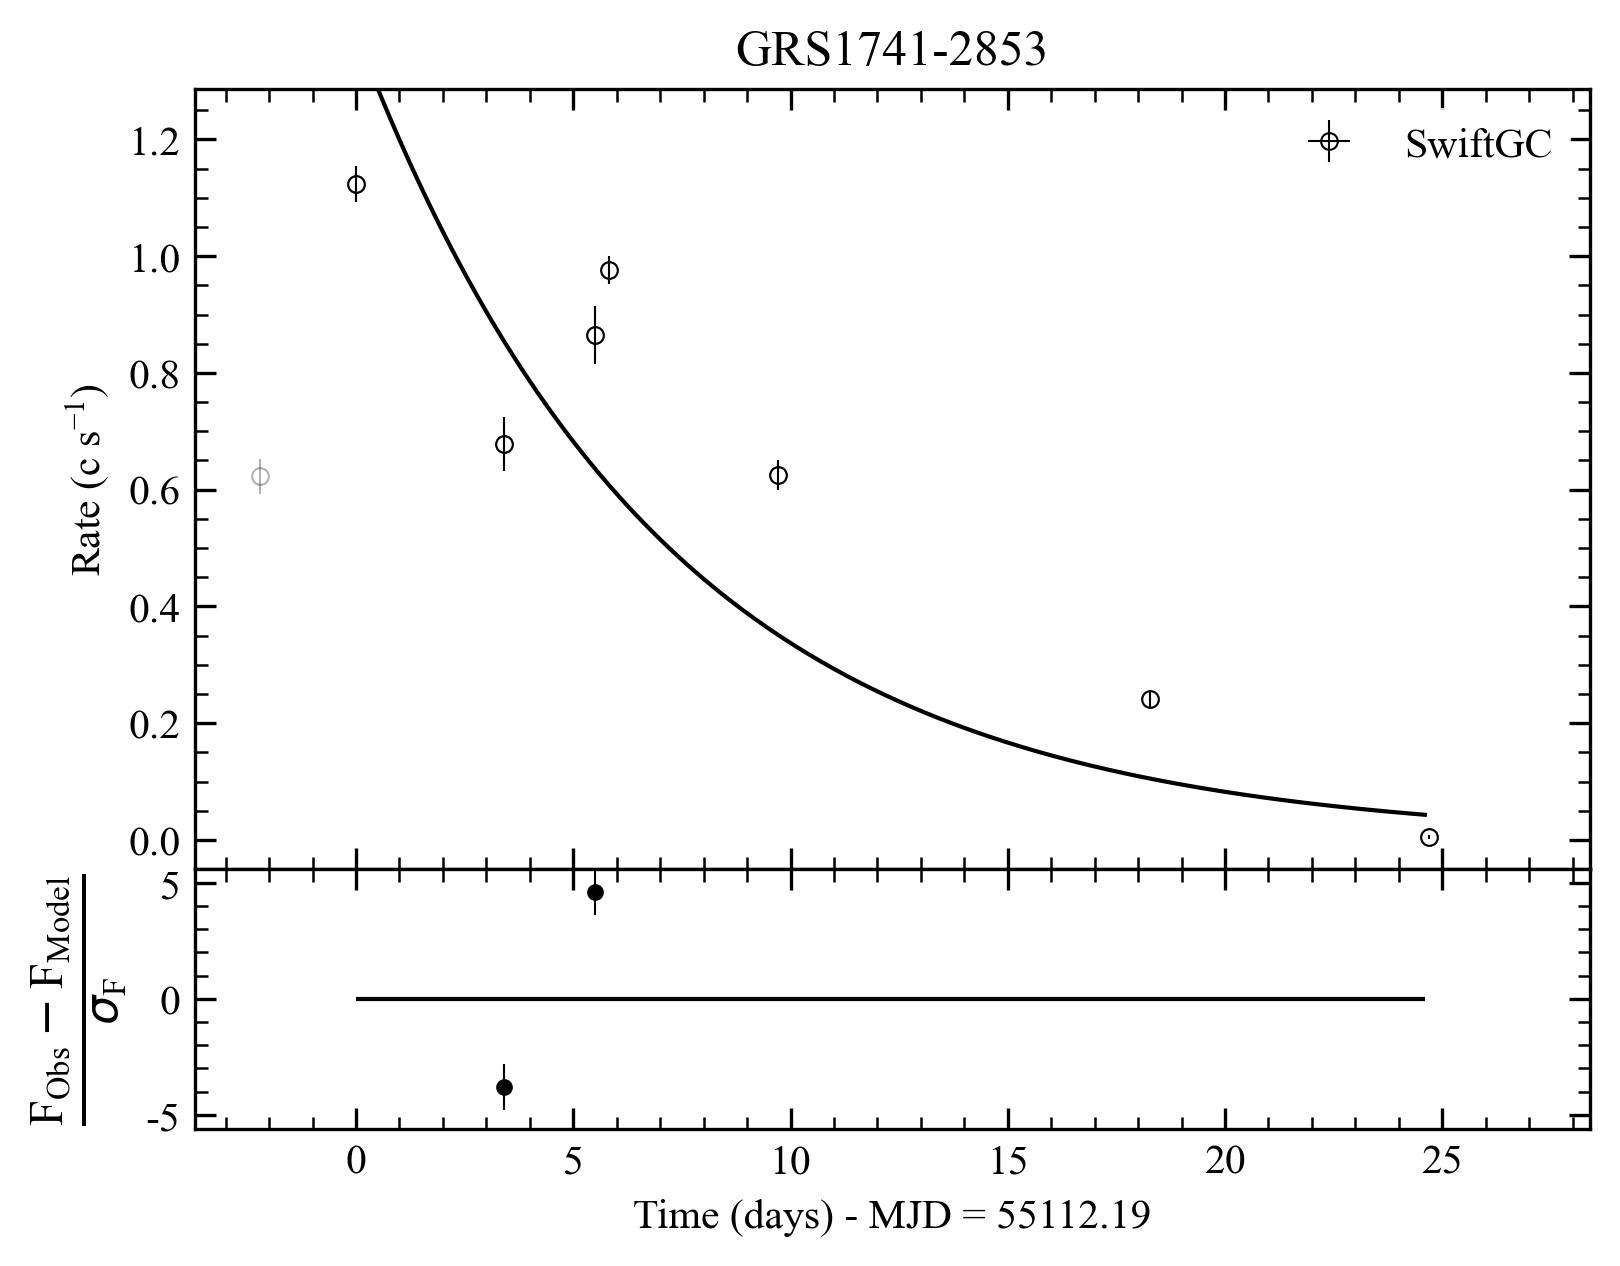 GRS1741-2853
SwiftGC
Rate (c s⁻¹)
1.2
1.0
0.8
0.6
0.4
0.2
0.0
F_Obs − F_Model
σ_F
5
0
-5
0 5 10 15 20 25
Time (days) - MJD = 55112.19